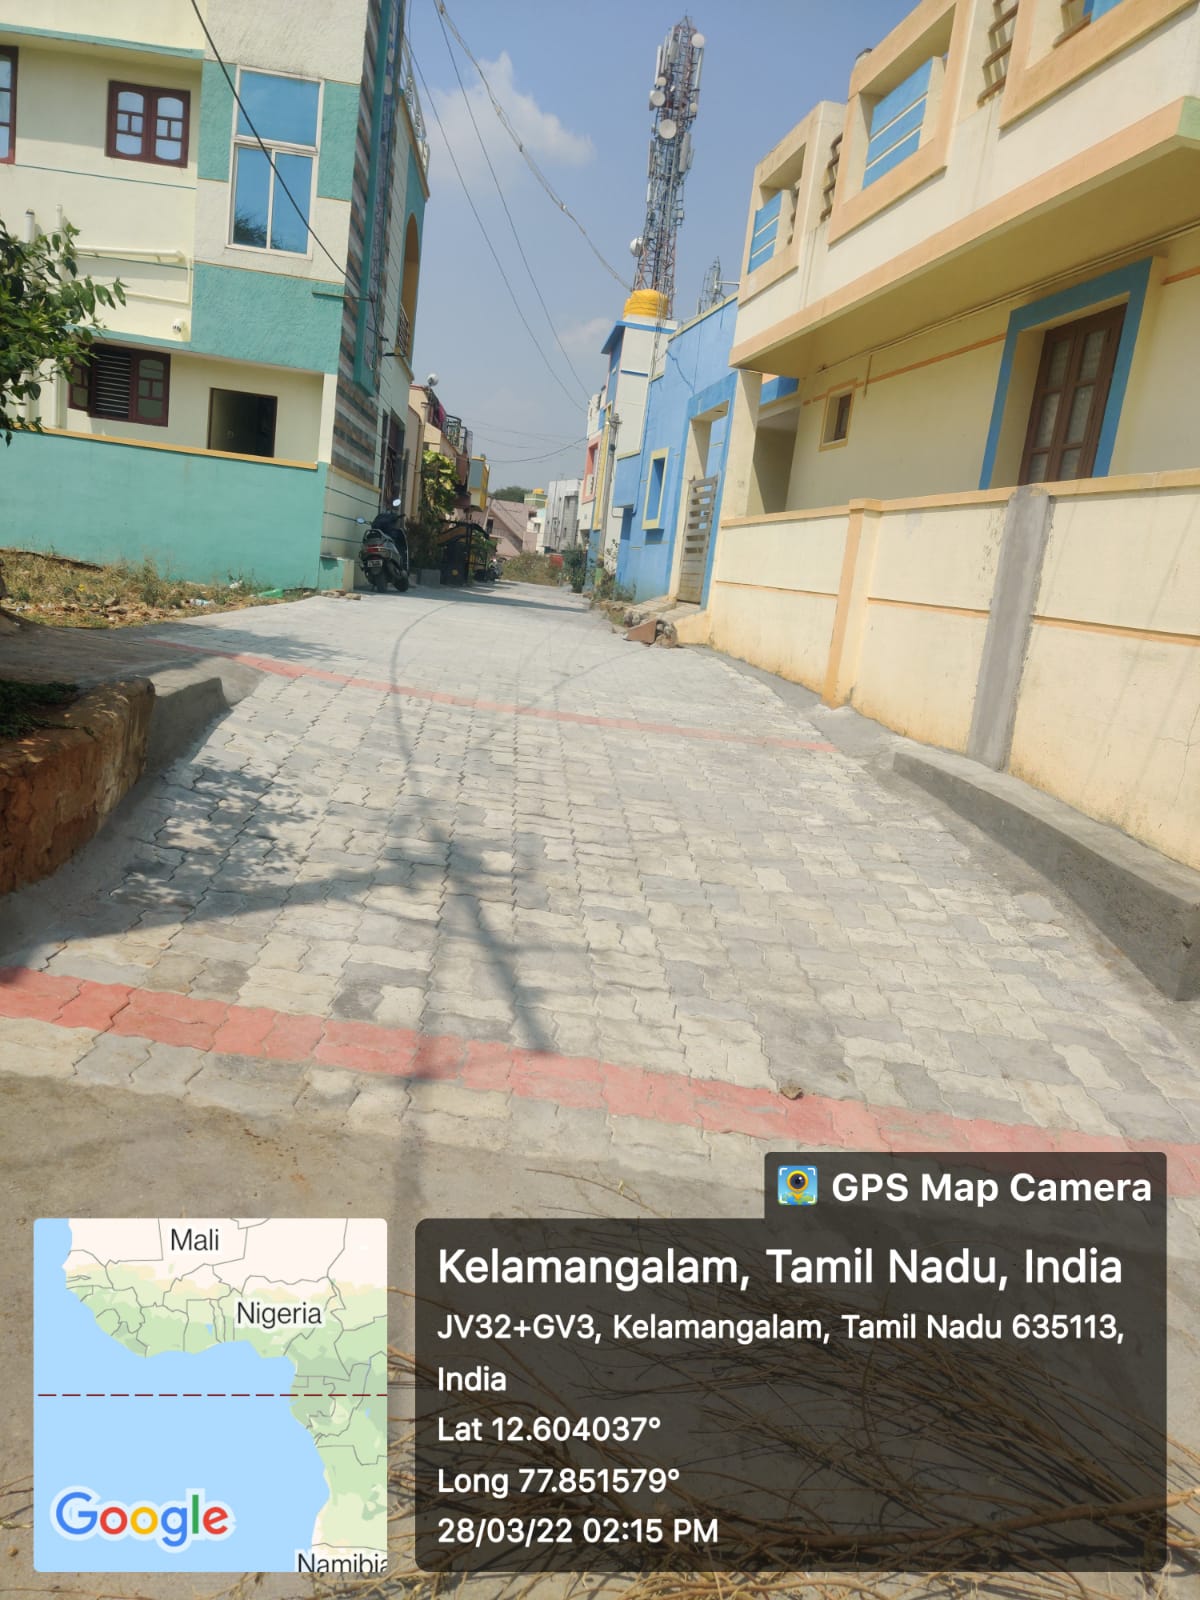 GPS Map Camera
Kelamangalam, Tamil Nadu, India
JV32+GV3, Kelamangalam, Tamil Nadu 635113,
India
Lat 12.604037°
Long 77.851579°
28/03/22 02:15 PM
Mali
Nigeria
Google
Namibia